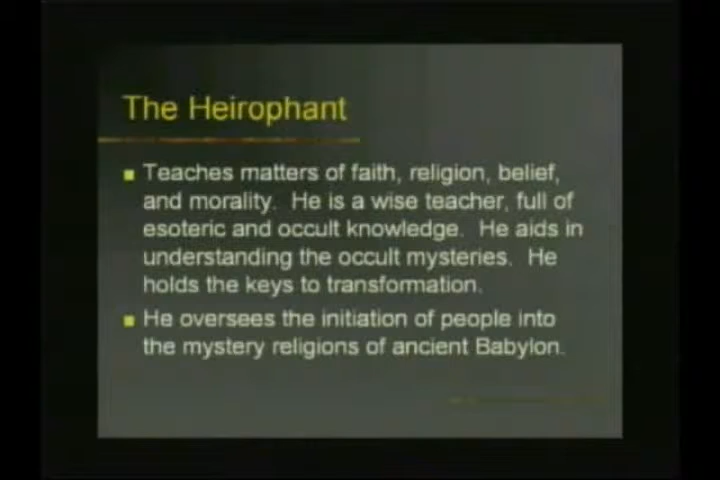 The Heirophant
Teaches matters of faith, religion, belief,
and morality. He is a wise teacher, full of
esoteric and occult knowledge. He aids in
understanding the occult mysteries. He
holds the keys to transformation.
He oversees the initiation of people into
the mystery religions of ancient Babylon.